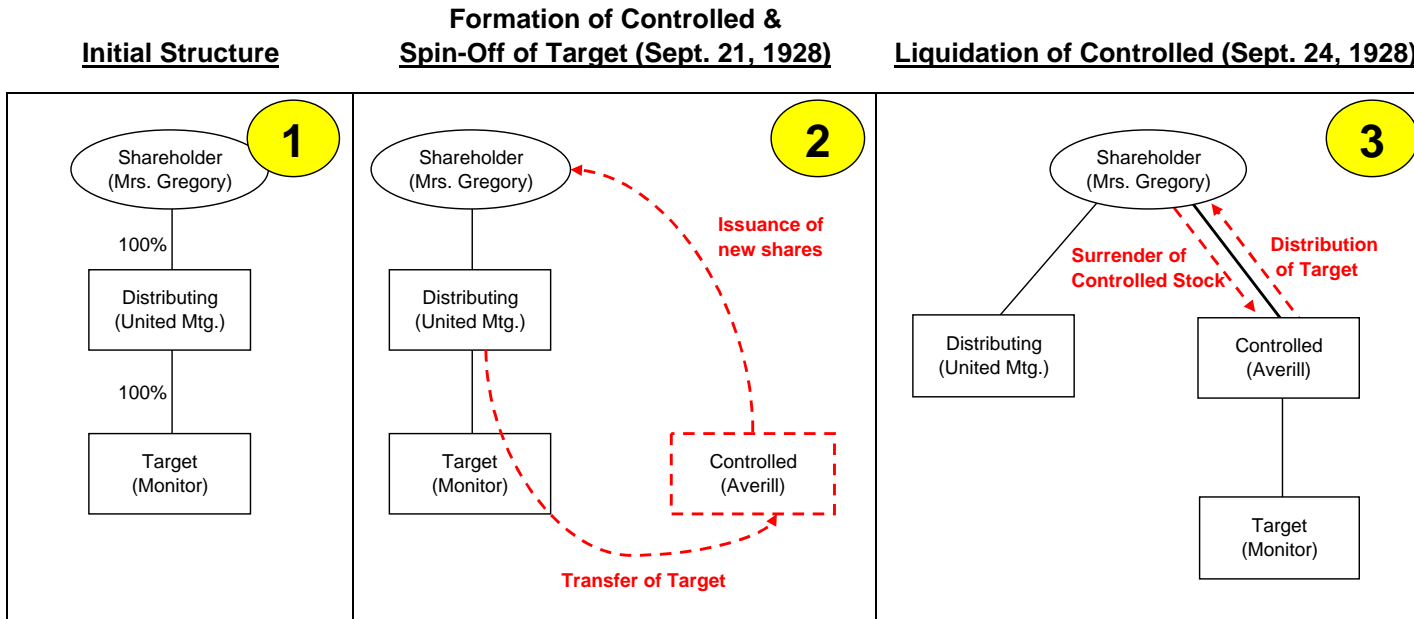 Initial Structure
Formation of Controlled &
Spin-Off of Target (Sept. 21, 1928)
Liquidation of Controlled (Sept. 24, 1928)
1
Shareholder
(Mrs. Gregory)
100%
Distributing
(United Mtg.)
100%
Target
(Monitor)
2
Shareholder
(Mrs. Gregory)
Issuance of
new shares
Distributing
(United Mtg.)
Target
(Monitor)
Controlled
(Averill)
Transfer of Target
3
Shareholder
(Mrs. Gregory)
Surrender of
Controlled Stock
Distribution
of Target
Distributing
(United Mtg.)
Controlled
(Averill)
Target
(Monitor)